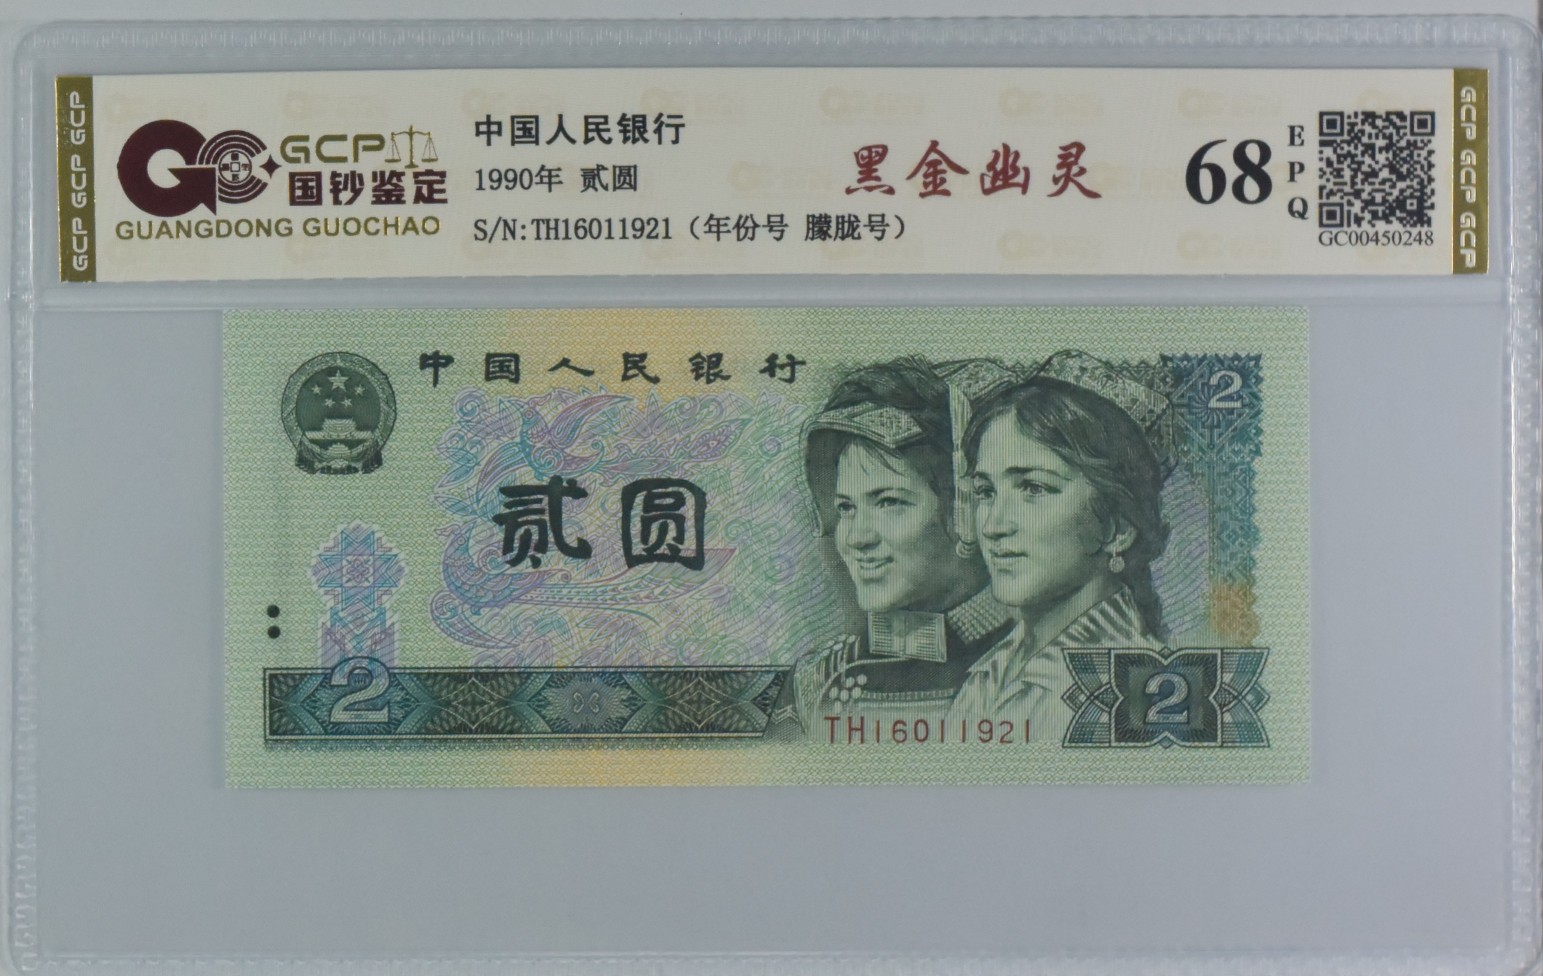 GCP GCP GCP
GCP
国钞鉴定
GUANGDONG GUOCHAO
中国人民银行
1990年 贰圆
S/N:TH16011921（年份号 朦胧号）
黑金幽灵
68
EPQ
GC00450248
GCP GCP GCP
中国人民银行
2
贰圆
2
TH16011921
2